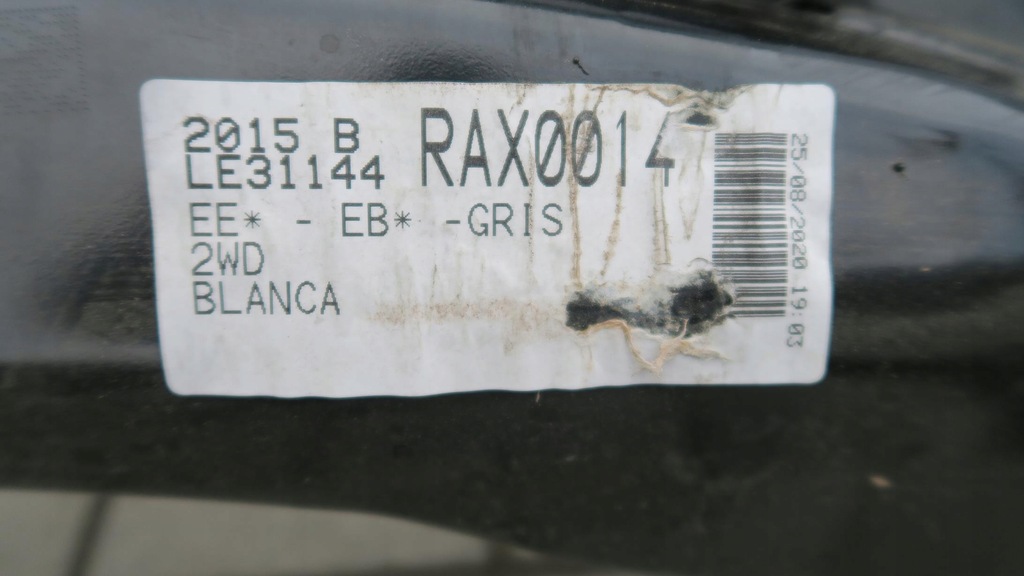 2015 B
LE31144
RAX0014
EE* - EB* -GRIS
2WD
BLANCA
25/08/2020 19:03